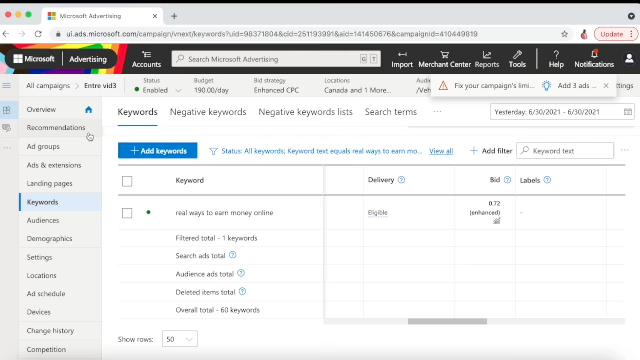 Microsoft Advertising
ui.ads.microsoft.com/campaign/vnext/keywords?uid=98371804&cid=251193991&aid=141450676&campaignid=410449819
Update
Microsoft
Advertising
Accounts
Search Microsoft Advertising
G T
Import
Merchant Center
Reports
Tools
Help
Notifications
All campaigns
Entre vid3
Status
Enabled
Budget
190.00/day
Bid strategy
Enhanced CPC
Locations
Canada and 1 More...
/Veh
Fix your campaign's limi...
Add 3 ads ...
ttings
Overview
Recommendations
Ad groups
Ads & extensions
Landing pages
Keywords
Audiences
Demographics
Settings
Locations
Ad schedule
Devices
Change history
Competition
Keywords
Negative keywords
Negative keywords lists
Search terms
Yesterday: 6/30/2021 - 6/30/2021
+ Add keywords
Status: All keywords; Keyword text equals real ways to earn mo...
View all
Add filter
Keyword text
Keyword
Delivery
Bid
Labels
real ways to earn money online
Eligible
0.72
(enhanced)
-
Filtered total - 1 keywords
Search ads total
Audience ads total
Deleted items total
Overall total - 60 keywords
Show rows:
50